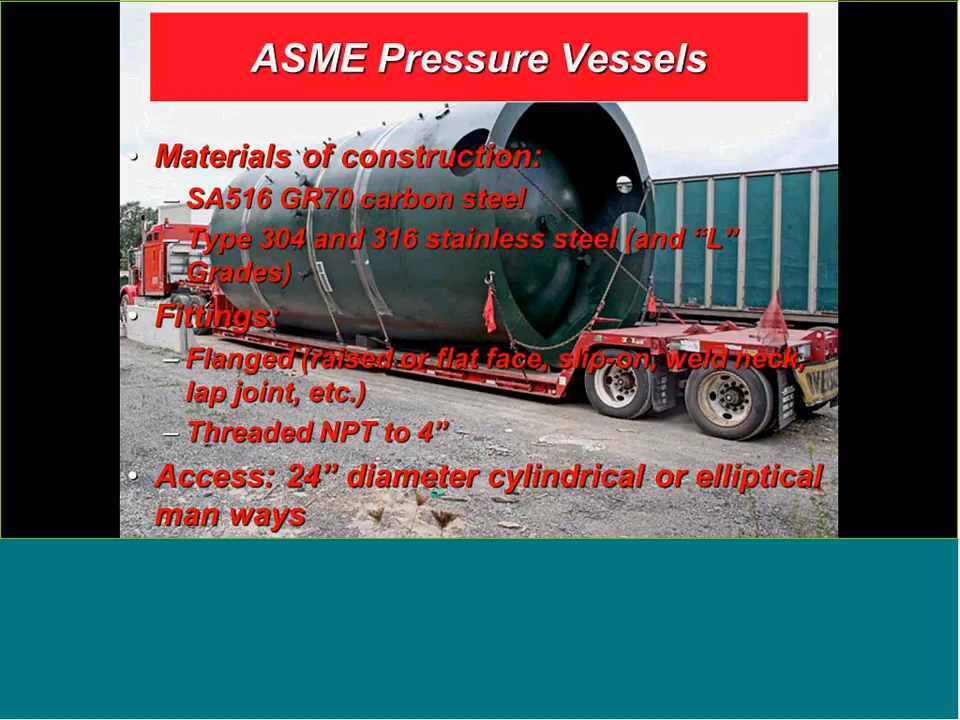 ASME Pressure Vessels
• Materials of construction:
– SA516 GR70 carbon steel
– Type 304 and 316 stainless steel (and “L”
Grades)
• Fittings:
– Flanged (raised or flat face, slip-on, weld neck,
lap joint, etc.)
– Threaded NPT to 4”
• Access: 24” diameter cylindrical or elliptical
man ways